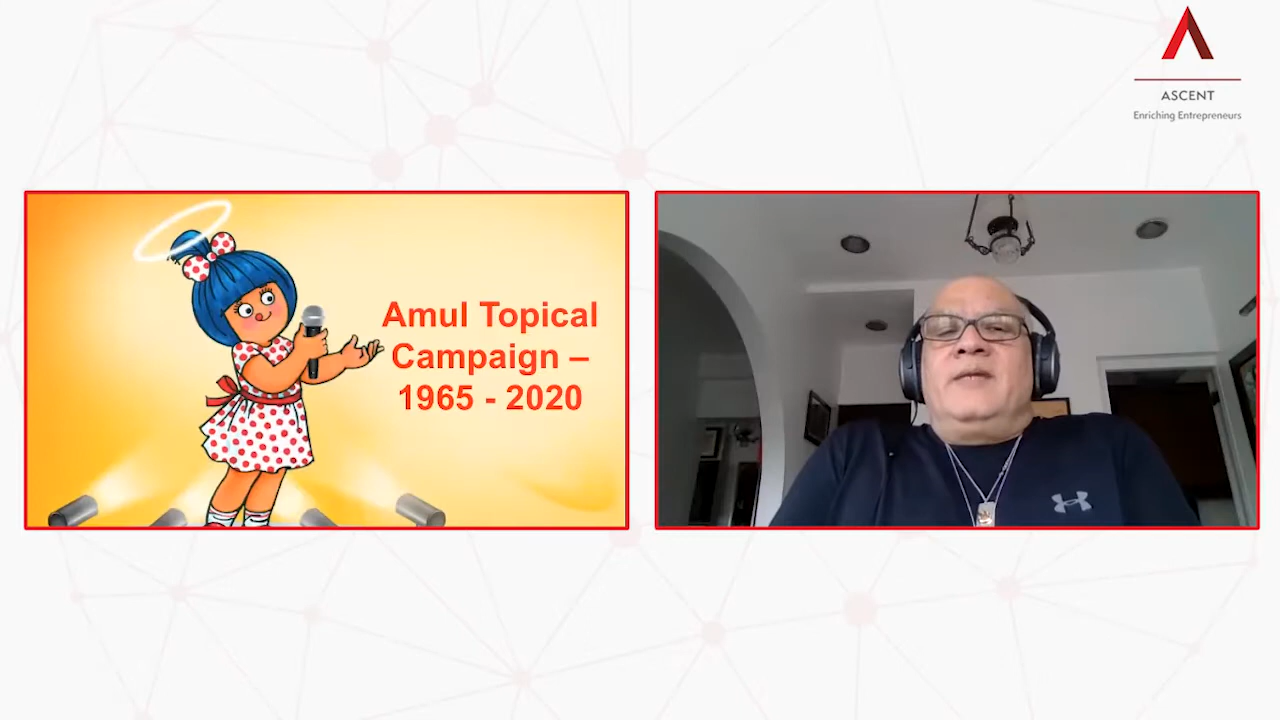 ASCENT
Enriching Entrepreneurs
Amul Topical
Campaign –
1965 - 2020